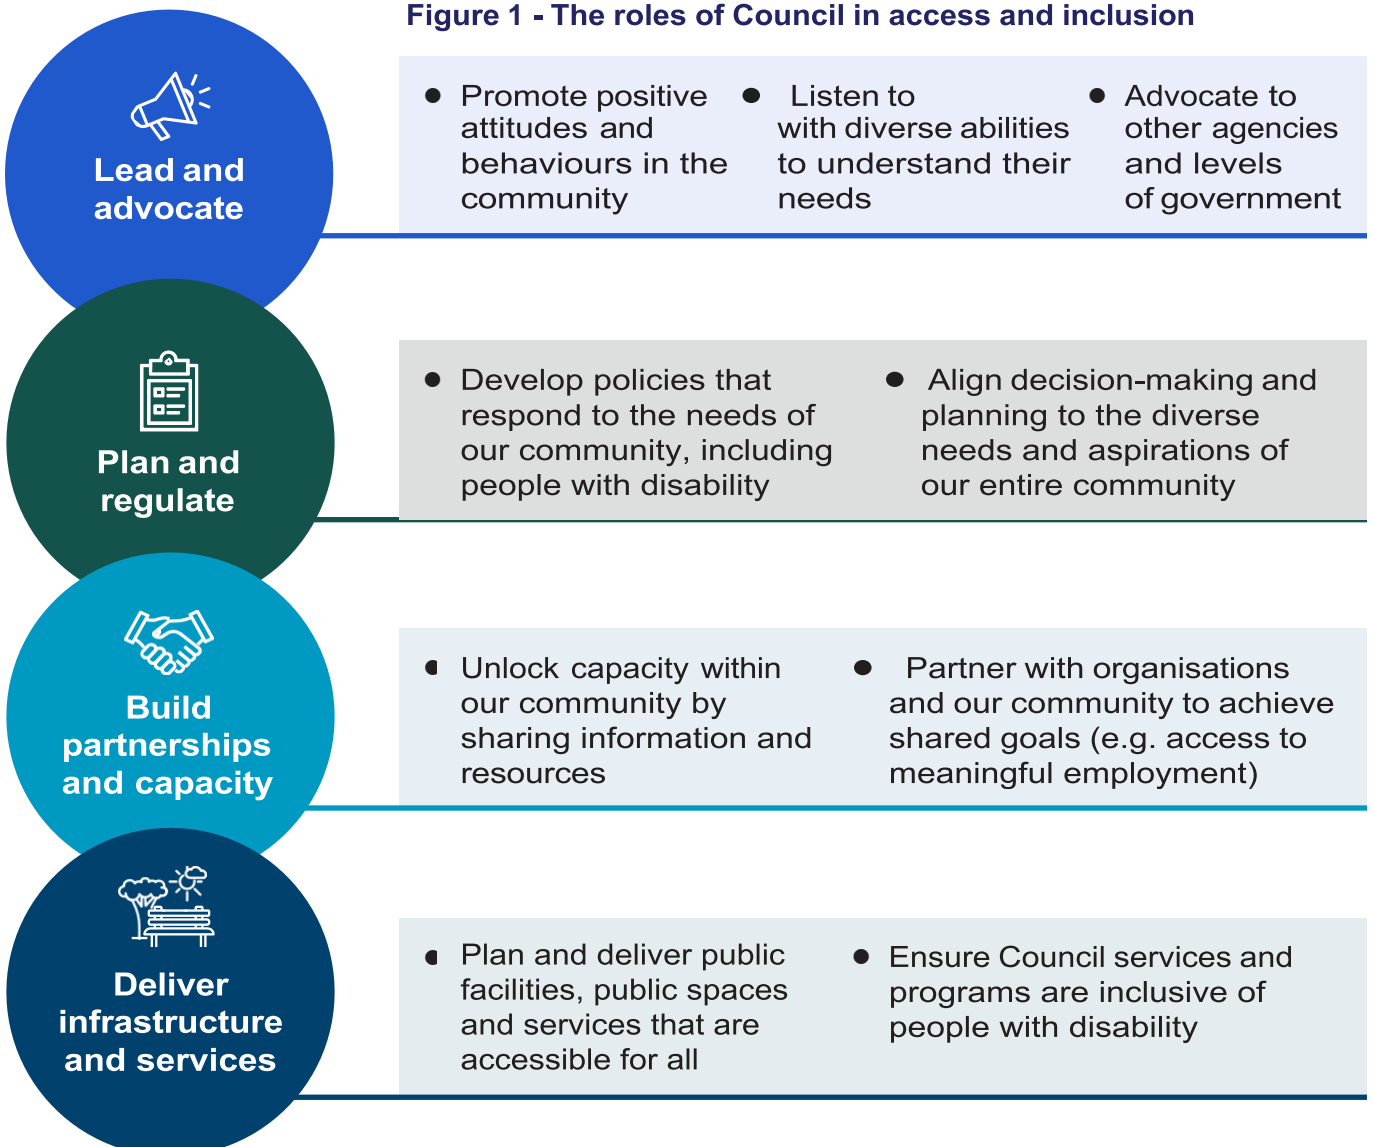 Figure 1 - The roles of Council in access and inclusion
Lead and
advocate
● Promote positive
attitudes and
behaviours in the
community
● Listen to
with diverse abilities
to understand their
needs
● Advocate to
other agencies
and levels
of government
Plan and
regulate
● Develop policies that
respond to the needs of
our community, including
people with disability
● Align decision-making and
planning to the diverse
needs and aspirations of
our entire community
Build
partnerships
and capacity
● Unlock capacity within
our community by
sharing information and
resources
● Partner with organisations
and our community to achieve
shared goals (e.g. access to
meaningful employment)
Deliver
infrastructure
and services
● Plan and deliver public
facilities, public spaces
and services that are
accessible for all
● Ensure Council services and
programs are inclusive of
people with disability